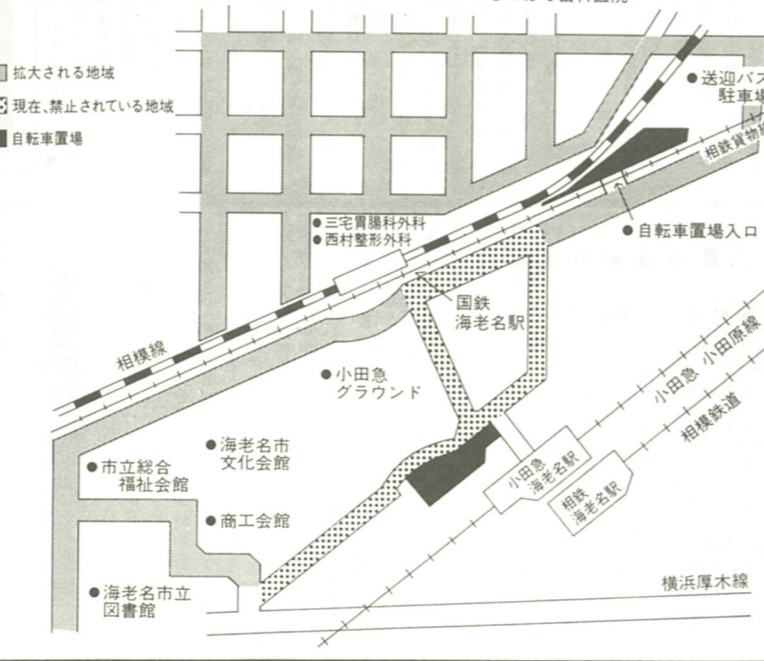 拡大される地域
現在、禁止されている地域
自転車置場
送迎バス
駐車場
相鉄貨物線
自転車置場入口
三宅胃腸科外科
西村整形外科
国鉄
海老名駅
相模線
小田急
グラウンド
小田急 小田原線
相模鉄道
海老名市
文化会館
市立総合
福祉会館
小田急
海老名駅
相鉄
海老名駅
商工会館
海老名市立
図書館
横浜厚木線